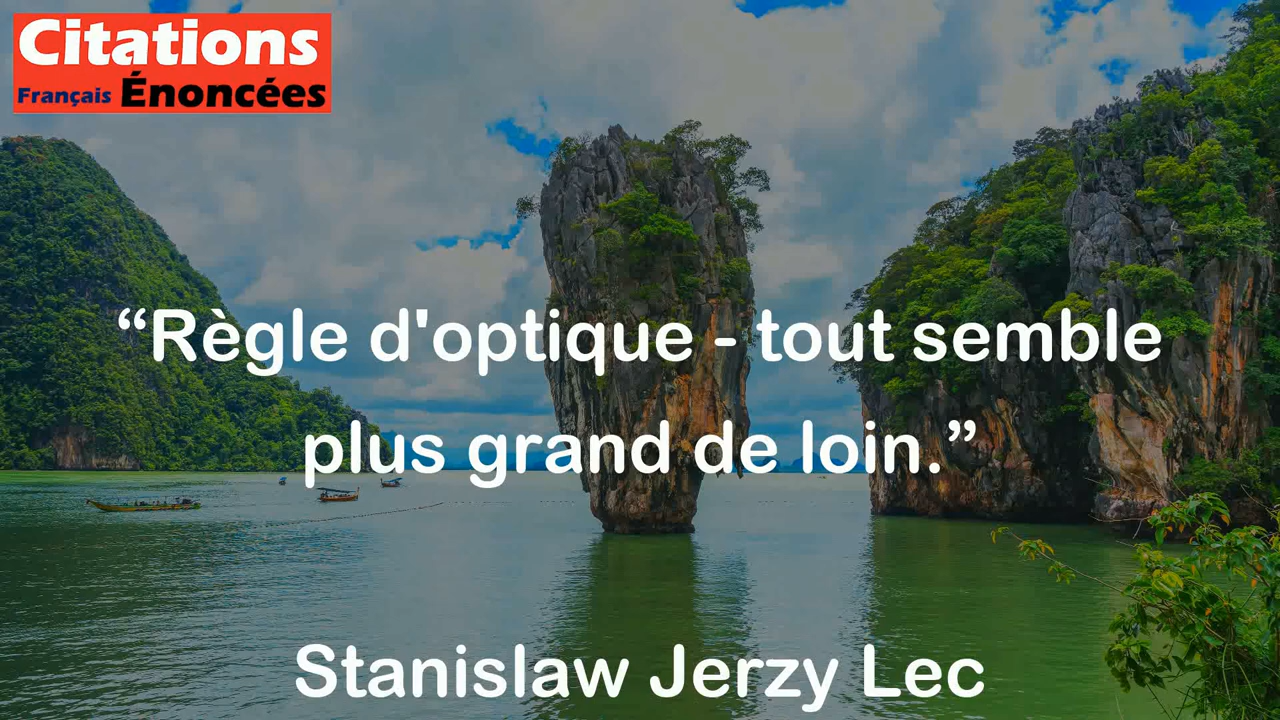 Citations
Français Énoncées
“Règle d'optique - tout semble
plus grand de loin.”
Stanislaw Jerzy Lec